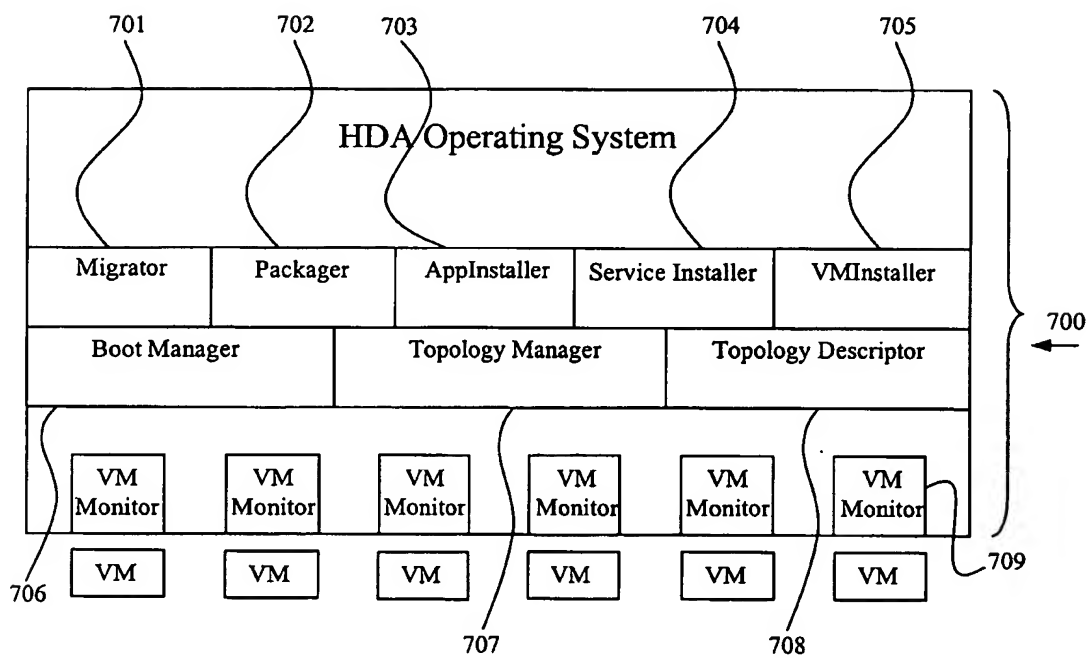 701 702 703 704 705
HDA Operating System
Migrator Packager AppInstaller Service Installer VMInstaller
700
Boot Manager Topology Manager Topology Descriptor
VM Monitor VM Monitor VM Monitor VM Monitor VM Monitor VM Monitor
709
VM VM VM VM VM VM
706
707 708